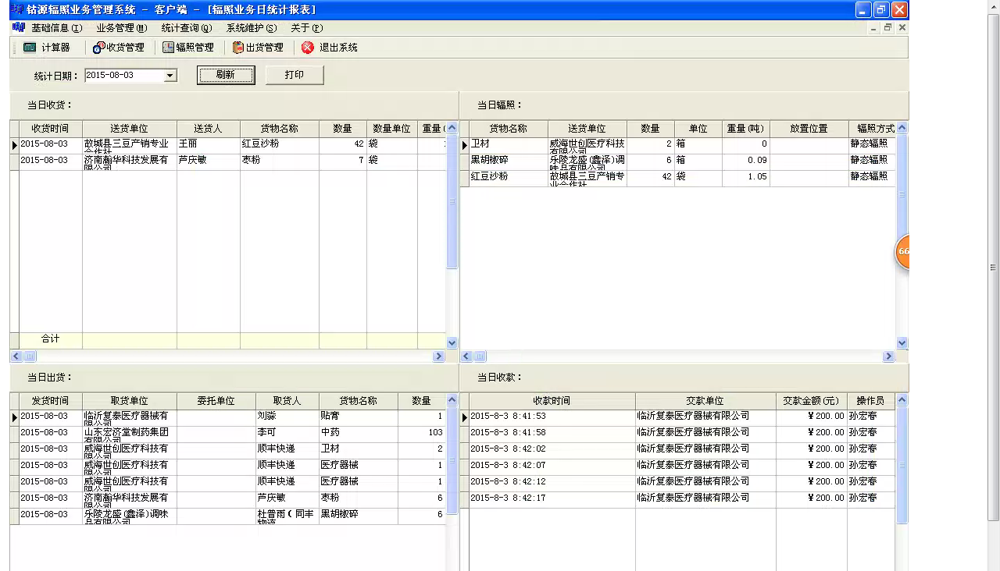 钴源辐照业务管理系统 - 客户端 - [辐照业务日统计报表]
基础信息(I) 业务管理(M) 统计查询(Q) 系统维护(S) 关于(P)
计算器 收货管理 辐照管理 出货管理 退出系统
统计日期： 2015-08-03 刷新 打印
当日收货：
收货时间 送货单位 送货人 货物名称 数量 数量单位 重量(
2015-08-03 故城县三豆产销专业合作社 王丽 红豆沙粉 42 袋
2015-08-03 济南瀚华科技发展有限公司 芦庆敏 枣粉 7 袋
合计
当日辐照：
货物名称 送货单位 数量 单位 重量(吨) 放置位置 辐照方式
卫材 威海世创医疗科技有限公司 2 箱 0 静态辐照
黑胡椒碎 乐陵龙盛(鑫泽)调味品有限公司 6 箱 0.09 静态辐照
红豆沙粉 故城县三豆产销专业合作社 42 袋 1.05 静态辐照
66
当日出货：
发货时间 取货单位 委托单位 取货人 货物名称 数量
2015-08-03 临沂复泰医疗器械有限公司 刘淼 贴膏 1
2015-08-03 山东宏济堂制药集团有限公司 李可 中药 103
2015-08-03 威海世创医疗科技有限公司 顺丰快递 卫材 2
2015-08-03 威海世创医疗科技有限公司 顺丰快递 医疗器械 1
2015-08-03 威海世创医疗科技有限公司 顺丰快递 医疗器械 1
2015-08-03 济南瀚华科技发展有限公司 芦庆敏 枣粉 6
2015-08-03 乐陵龙盛(鑫泽)调味品有限公司 杜普雨(同丰物流 黑胡椒碎 6
当日收款：
收款时间 交款单位 交款金额(元) 操作员
2015-8-3 8:41:53 临沂复泰医疗器械有限公司 ￥200.00 孙宏春
2015-8-3 8:41:58 临沂复泰医疗器械有限公司 ￥200.00 孙宏春
2015-8-3 8:42:02 临沂复泰医疗器械有限公司 ￥200.00 孙宏春
2015-8-3 8:42:07 临沂复泰医疗器械有限公司 ￥200.00 孙宏春
2015-8-3 8:42:12 临沂复泰医疗器械有限公司 ￥200.00 孙宏春
2015-8-3 8:42:17 临沂复泰医疗器械有限公司 ￥200.00 孙宏春